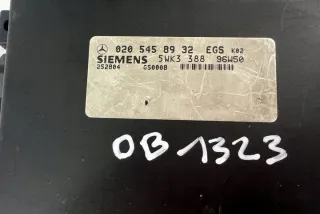 020 545 89 32 EGS K02
SIEMENS 5WK3 388 96W50
252804 GS0008
OB 1323